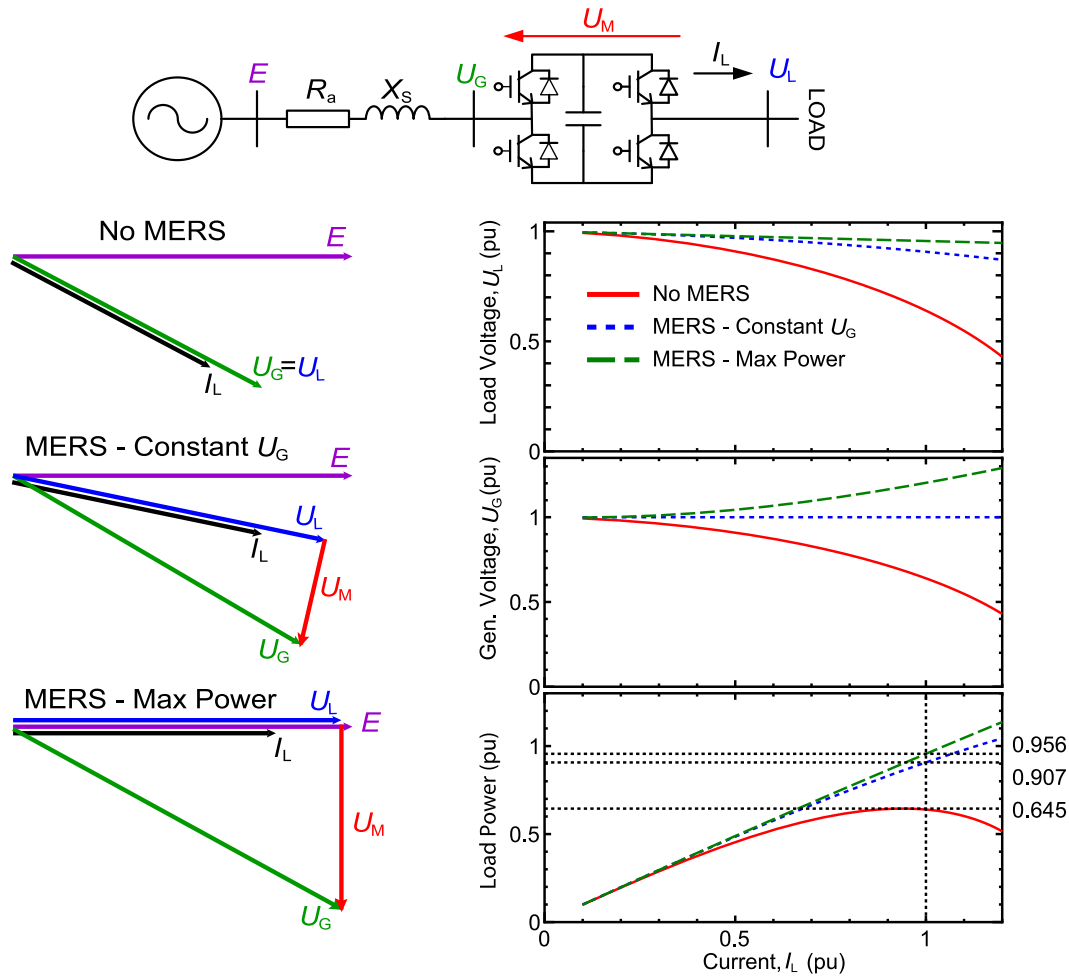 U_M
I_L
E
R_a
X_S
U_G
U_L
LOAD
No MERS
E
I_L
U_G=U_L
MERS - Constant U_G
E
U_L
I_L
U_M
U_G
MERS - Max Power
U_L
E
I_L
U_M
U_G
Load Voltage, U_L (pu)
1
0.5
0
No MERS
MERS - Constant U_G
MERS - Max Power
Gen. Voltage, U_G (pu)
1
0.5
0
Load Power (pu)
1
0.5
0
0.956
0.907
0.645
0
0.5
1
Current, I_L (pu)